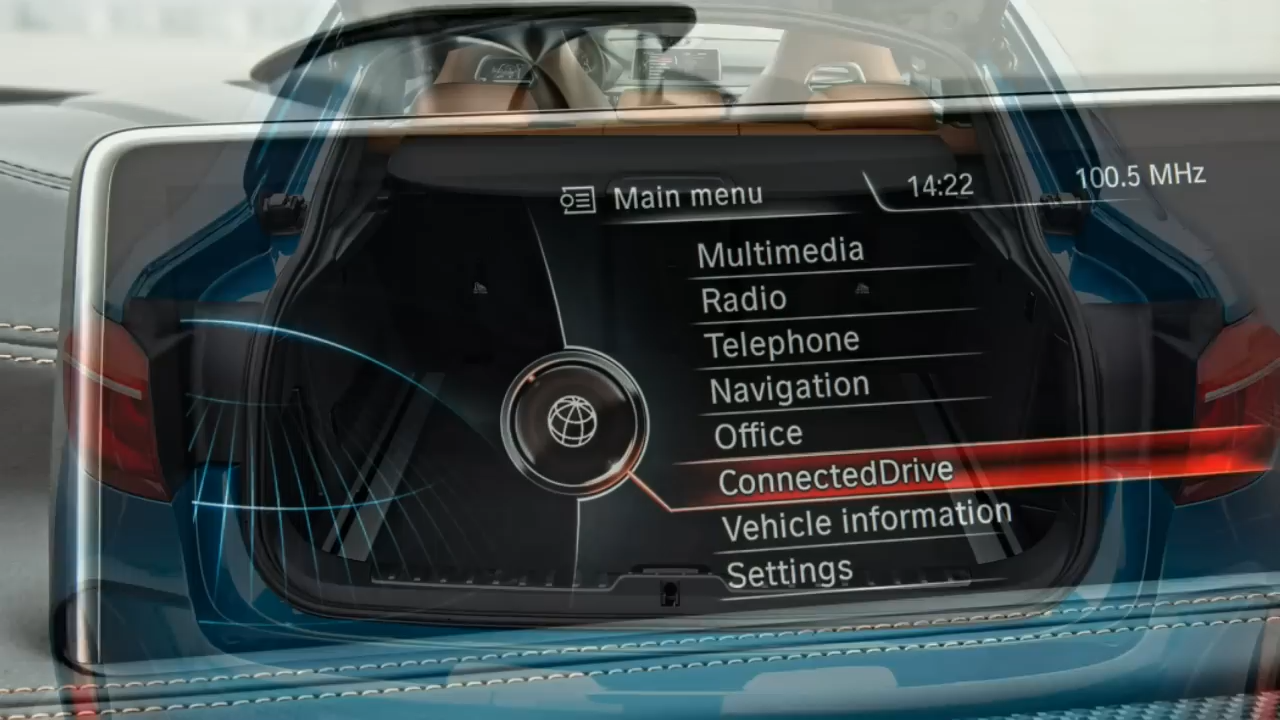 Main menu
14:22
100.5 MHz
Multimedia
Radio
Telephone
Navigation
Office
ConnectedDrive
Vehicle information
Settings